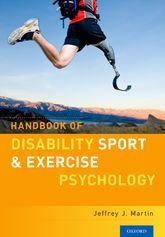 HANDBOOK OF
DISABILITY SPORT
& EXERCISE
PSYCHOLOGY
Jeffrey J. Martin
OXFORD